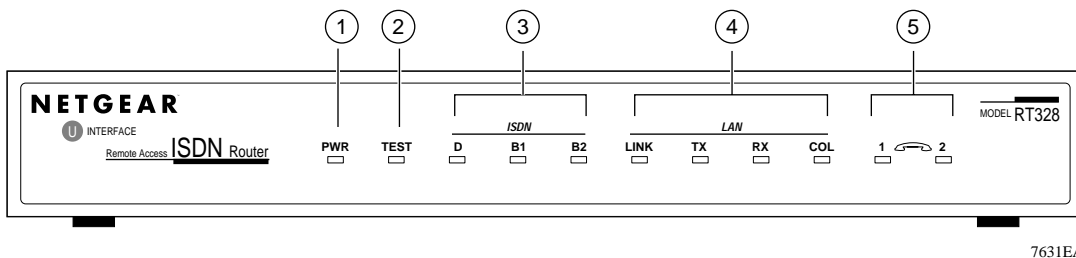 1 2 3 4 5
NETGEAR
U INTERFACE
Remote Access ISDN Router
MODEL RT328
ISDN LAN
PWR TEST D B1 B2 LINK TX RX COL 1 2
7631EA